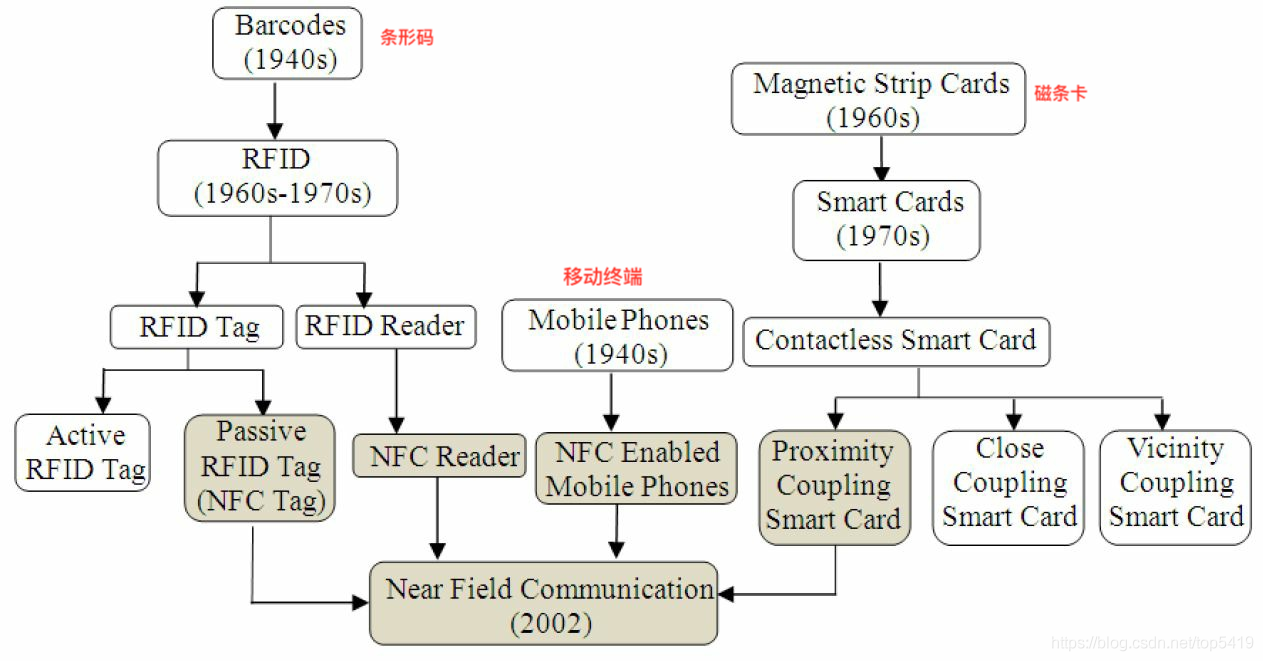 Barcodes
(1940s)
条形码
Magnetic Strip Cards
(1960s)
磁条卡
RFID
(1960s-1970s)
Smart Cards
(1970s)
移动终端
RFID Tag
RFID Reader
Mobile Phones
(1940s)
Contactless Smart Card
Active
RFID Tag
Passive
RFID Tag
(NFC Tag)
NFC Reader
NFC Enabled
Mobile Phones
Proximity
Coupling
Smart Card
Close
Coupling
Smart Card
Vicinity
Coupling
Smart Card
Near Field Communication
(2002)
https://blog.csdn.net/top5419